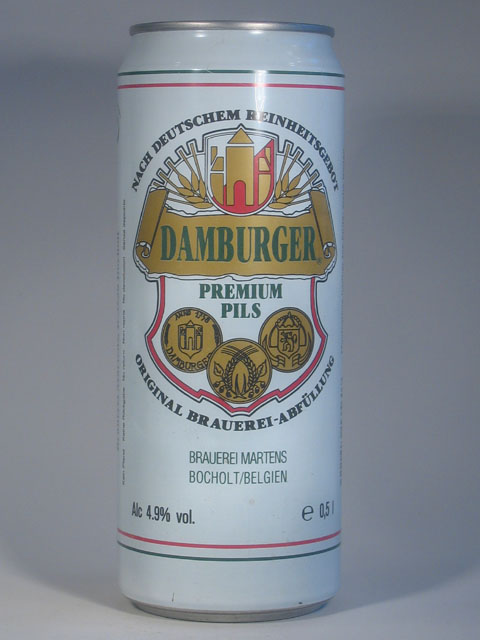 NACH DEUTSCHEM REINHEITSGEBOT
DAMBURGER
PREMIUM
PILS
DAMBURGER
ORIGINAL BRAUEREI-ABFÜLLUNG
BRAUEREI MARTENS
BOCHOLT/BELGIEN
Alc 4.9% vol.
e 0,5 l